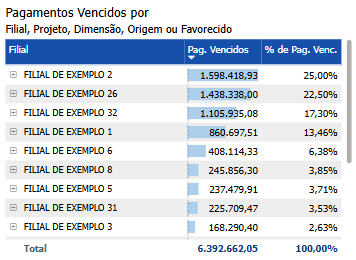 Pagamentos Vencidos por
Filial, Projeto, Dimensão, Origem ou Favorecido
Filial Pag. Vencidos % de Pag. Venc.
FILIAL DE EXEMPLO 2 1.598.418,93 25,00%
FILIAL DE EXEMPLO 26 1.438.338,00 22,50%
FILIAL DE EXEMPLO 32 1.105.935,08 17,30%
FILIAL DE EXEMPLO 1 860.697,51 13,46%
FILIAL DE EXEMPLO 6 408.114,33 6,38%
FILIAL DE EXEMPLO 8 245.856,30 3,85%
FILIAL DE EXEMPLO 5 237.479,91 3,71%
FILIAL DE EXEMPLO 31 225.709,47 3,53%
FILIAL DE EXEMPLO 3 168.290,40 2,63%
Total 6.392.662,05 100,00%